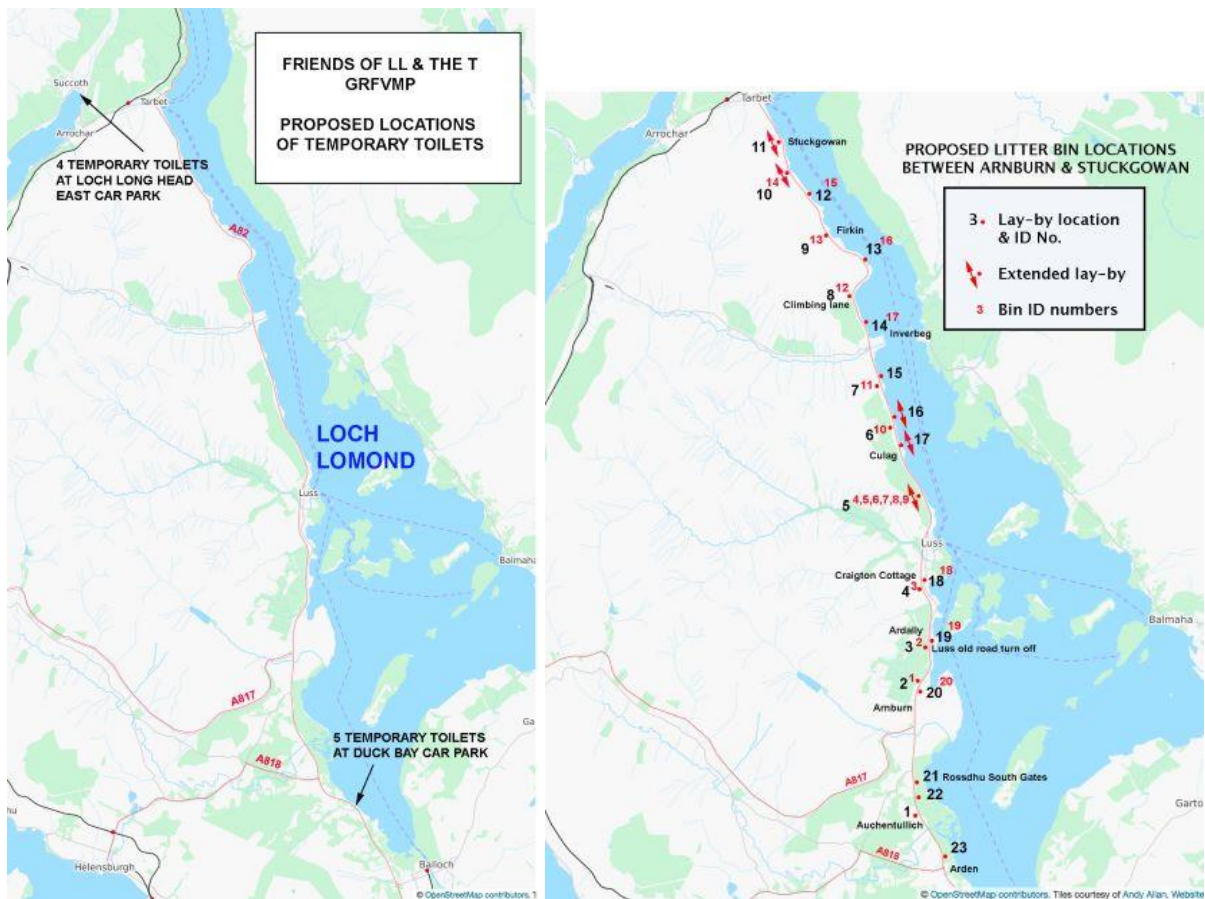 FRIENDS OF LL & THE T
GRFVMP
PROPOSED LOCATIONS
OF TEMPORARY TOILETS
Succoth
Tarbet
Arrochar
4 TEMPORARY TOILETS
AT LOCH LONG HEAD
EAST CAR PARK
A82
LOCH
LOMOND
Luss
Balmaha
A817
5 TEMPORARY TOILETS
AT DUCK BAY CAR PARK
A818
Ga
hu
Helensburgh
Balloch
© OpenStreetMap contributors, T
PROPOSED LITTER BIN LOCATIONS
BETWEEN ARNBURN & STUCKGOWAN
3 Lay-by location
& ID No.
Extended lay-by
3 Bin ID numbers
Tarbet
Arrochar
11 Stuckgowan
14 15
10 12
Firkin
9 13 16
13
12
8
Climbing lane
17
14 Inverbeg
15
7 11
16
6 10 17
Culag
5 4,5,6,7,8,9
Luss
Craigton Cottage 18
18
4 3
Balmaha
Ardally 19
19
3 2 Luss old road turn off
2 1 20
20
Arnburn
A817
21 Rossdhu South Gates
22
1
Auchentullich
Garto
A818
23
Arden
© OpenStreetMap contributors. Tiles courtesy of Andy Allan, Website